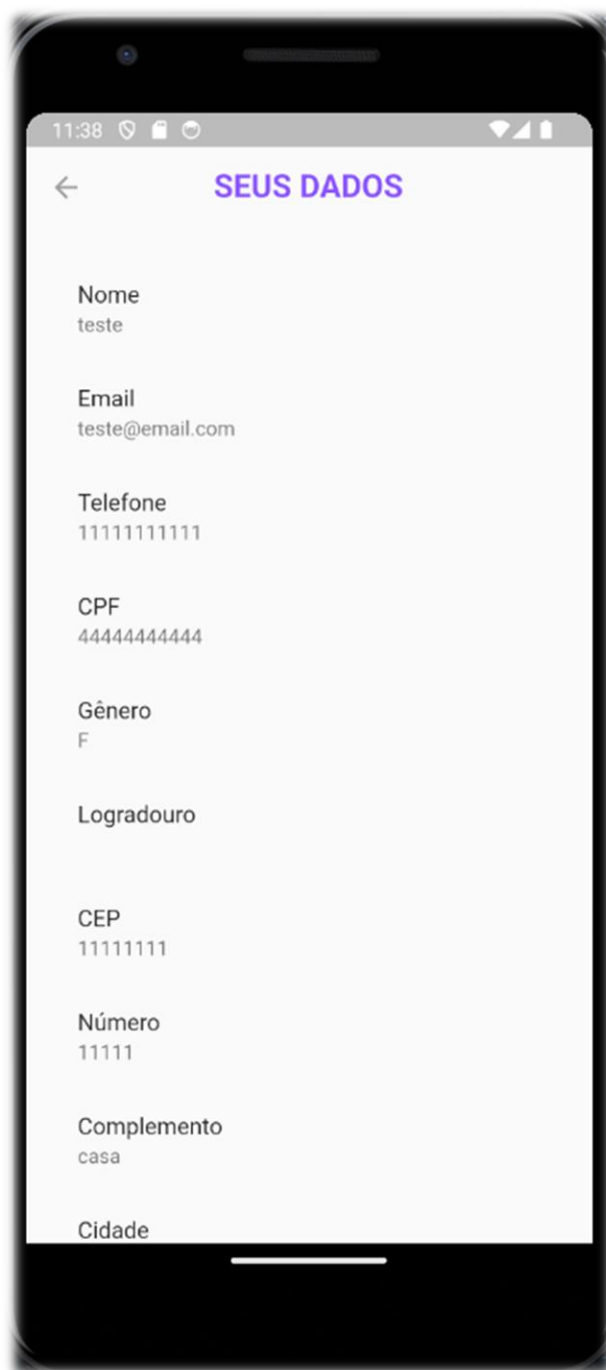 11:38
SEUS DADOS
Nome
teste
Email
teste@email.com
Telefone
11111111111
CPF
44444444444
Gênero
F
Logradouro
CEP
11111111
Número
11111
Complemento
casa
Cidade